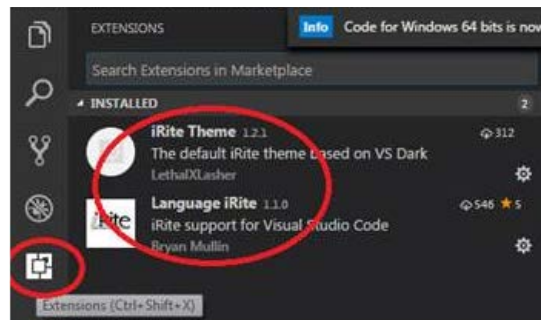 EXTENSIONS
Info Code for Windows 64 bits is now
Search Extensions in Marketplace
INSTALLED 2
iRite Theme 1.2.1 312
The default iRite theme based on VS Dark
LethalXLasher
iRite
Language iRite 1.1.0 546 ★ 5
iRite support for Visual Studio Code
Bryan Mullin
Extensions (Ctrl+Shift+X)